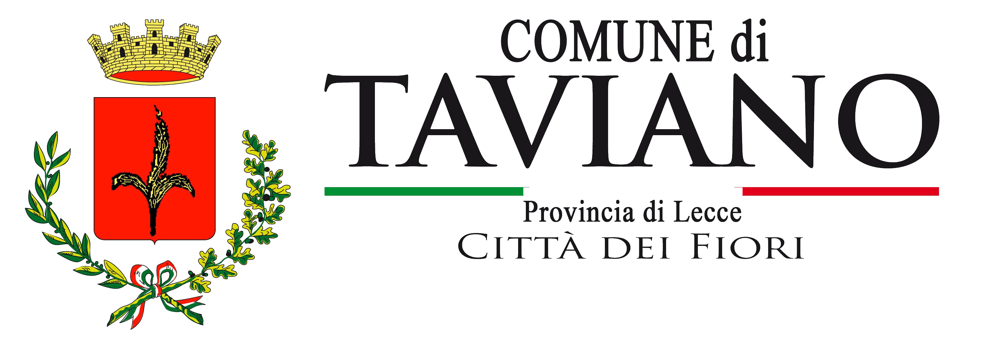 COMUNE di
TAVIANO
Provincia di Lecce
CITTÀ DEI FIORI